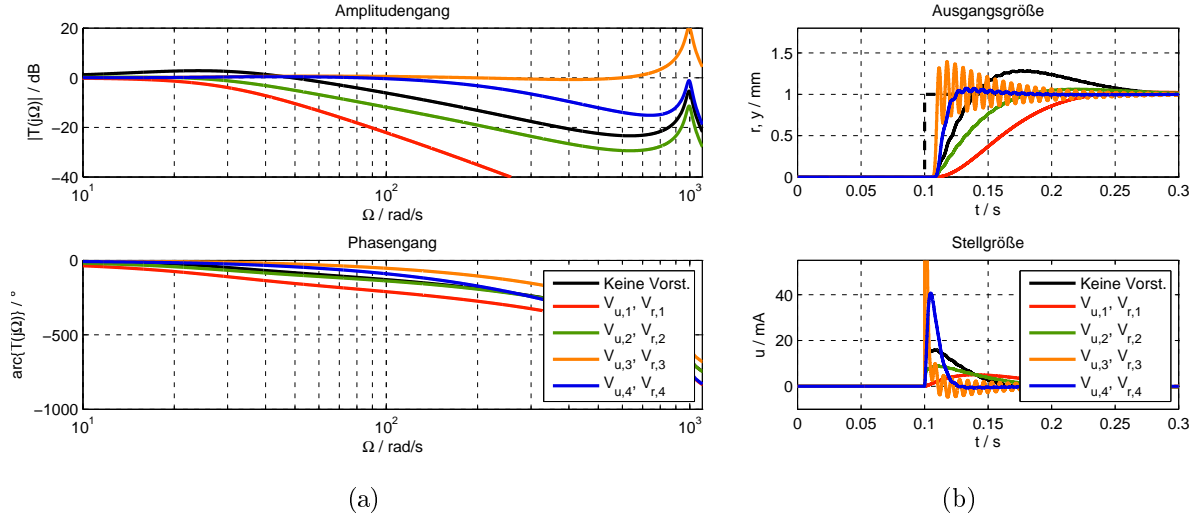 Amplitudengang
20
0
−20
−40
10^1
10^2
10^3
|T(jΩ)| / dB
Ω / rad/s
Phasengang
0
−500
−1000
10^1
10^2
10^3
arc{T(jΩ)} / °
Ω / rad/s
Keine Vorst.
V_u,1, V_r,1
V_u,2, V_r,2
V_u,3, V_r,3
V_u,4, V_r,4
(a)
Ausgangsgröße
1.5
1
0.5
0
0
0.05
0.1
0.15
0.2
0.25
0.3
r, y / mm
t / s
Stellgröße
40
20
0
0
0.05
0.1
0.15
0.2
0.25
0.3
u / mA
t / s
Keine Vorst.
V_u,1, V_r,1
V_u,2, V_r,2
V_u,3, V_r,3
V_u,4, V_r,4
(b)